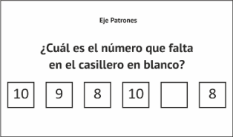 Eje Patrones
¿Cuál es el número que falta
en el casillero en blanco?
10 9 8 10 8